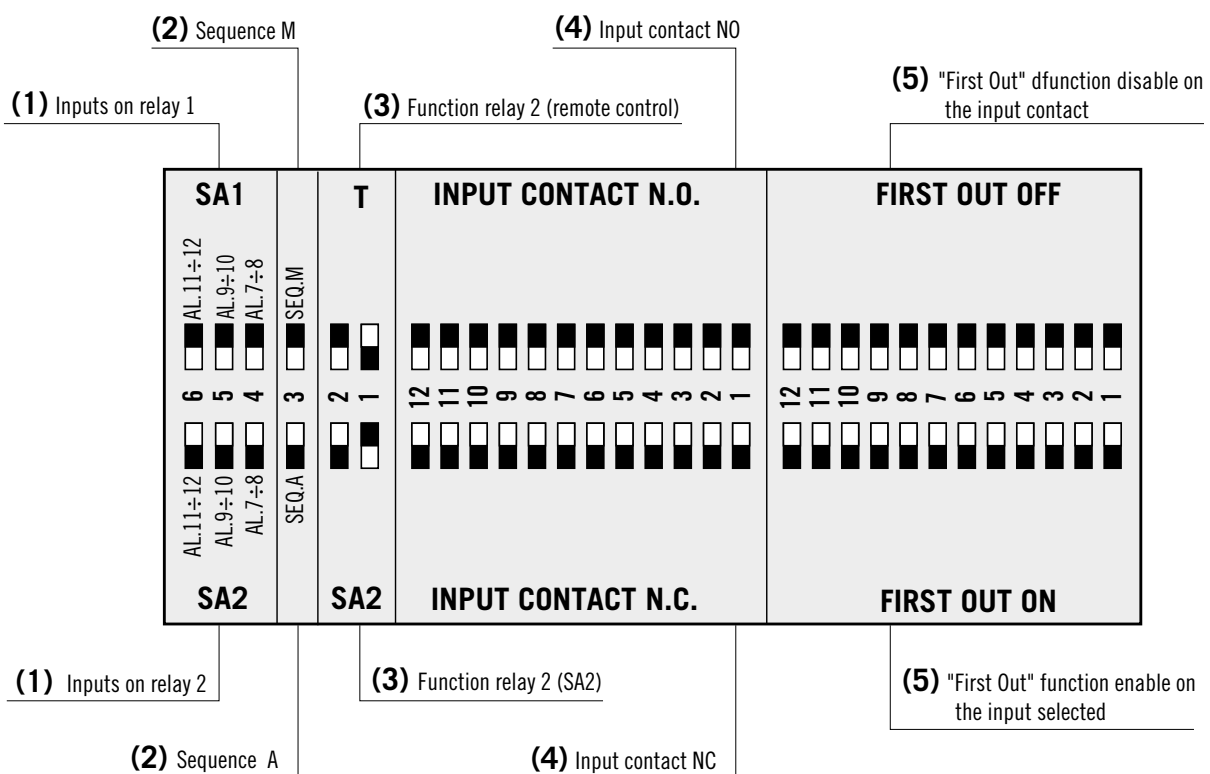 (2) Sequence M
(4) Input contact NO
(5) "First Out" dfunction disable on
the input contact
(1) Inputs on relay 1
(3) Function relay 2 (remote control)
SA1
T
INPUT CONTACT N.O.
FIRST OUT OFF
AL.11÷12
AL.9÷10
AL.7÷8
SEQ.M
6 5 4 3 2 1 12 11 10 9 8 7 6 5 4 3 2 1 12 11 10 9 8 7 6 5 4 3 2 1
AL.11÷12
AL.9÷10
AL.7÷8
SEQ.A
SA2
SA2
INPUT CONTACT N.C.
FIRST OUT ON
(1) Inputs on relay 2
(3) Function relay 2 (SA2)
(5) "First Out" function enable on
the input selected
(2) Sequence A
(4) Input contact NC